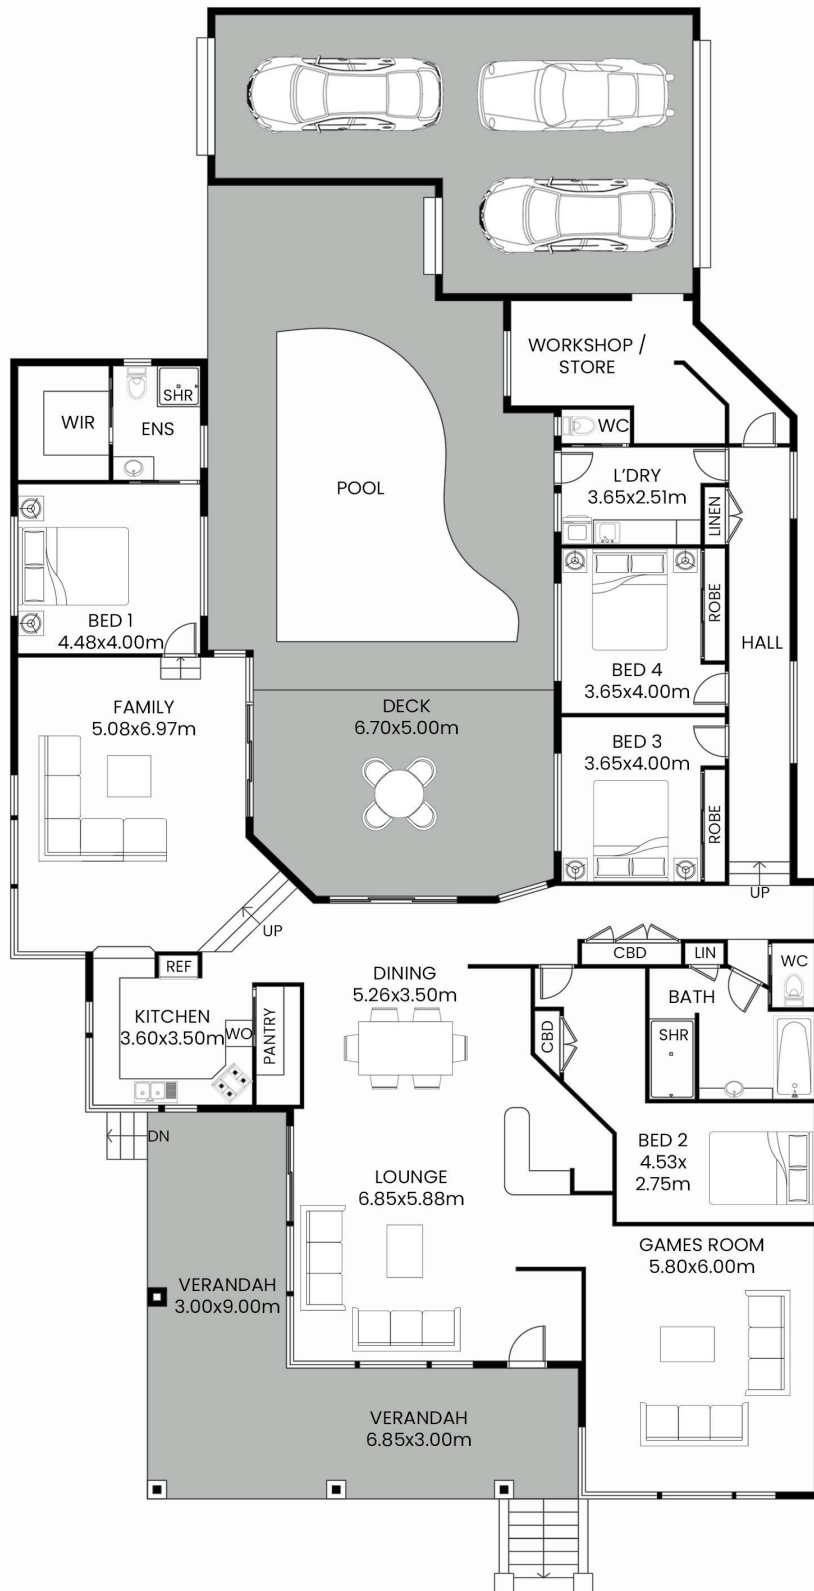 WORKSHOP /
STORE
WIR
SHR
ENS
WC
POOL
L'DRY
3.65x2.51m
LINEN
BED 1
4.48x4.00m
ROBE
HALL
BED 4
3.65x4.00m
FAMILY
5.08x6.97m
DECK
6.70x5.00m
BED 3
3.65x4.00m
ROBE
UP
UP
REF
CBD
LIN
WC
DINING
5.26x3.50m
BATH
KITCHEN
3.60x3.50m
WO
PANTRY
CBD
SHR
DN
BED 2
4.53x
2.75m
LOUNGE
6.85x5.88m
GAMES ROOM
5.80x6.00m
VERANDAH
3.00x9.00m
VERANDAH
6.85x3.00m